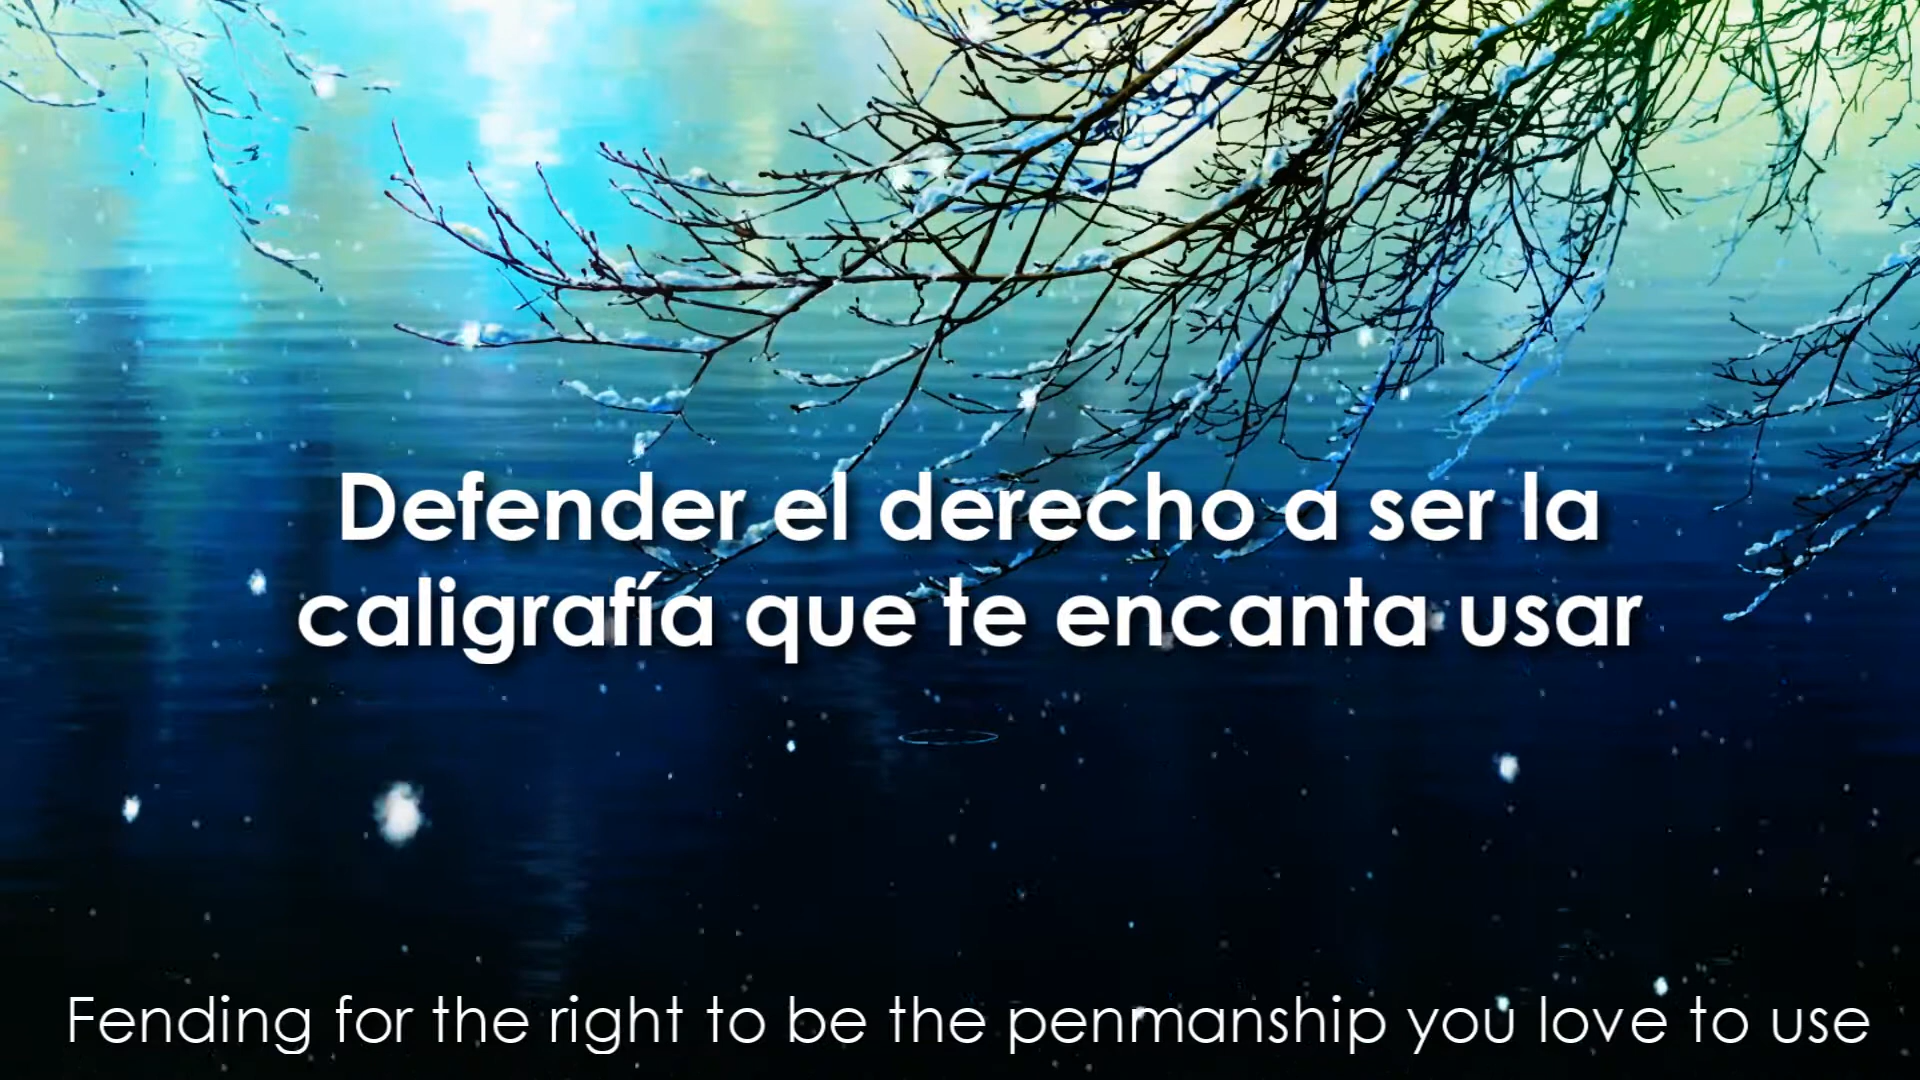 Defender el derecho a ser la
caligrafía que te encanta usar
Fending for the right to be the penmanship you love to use